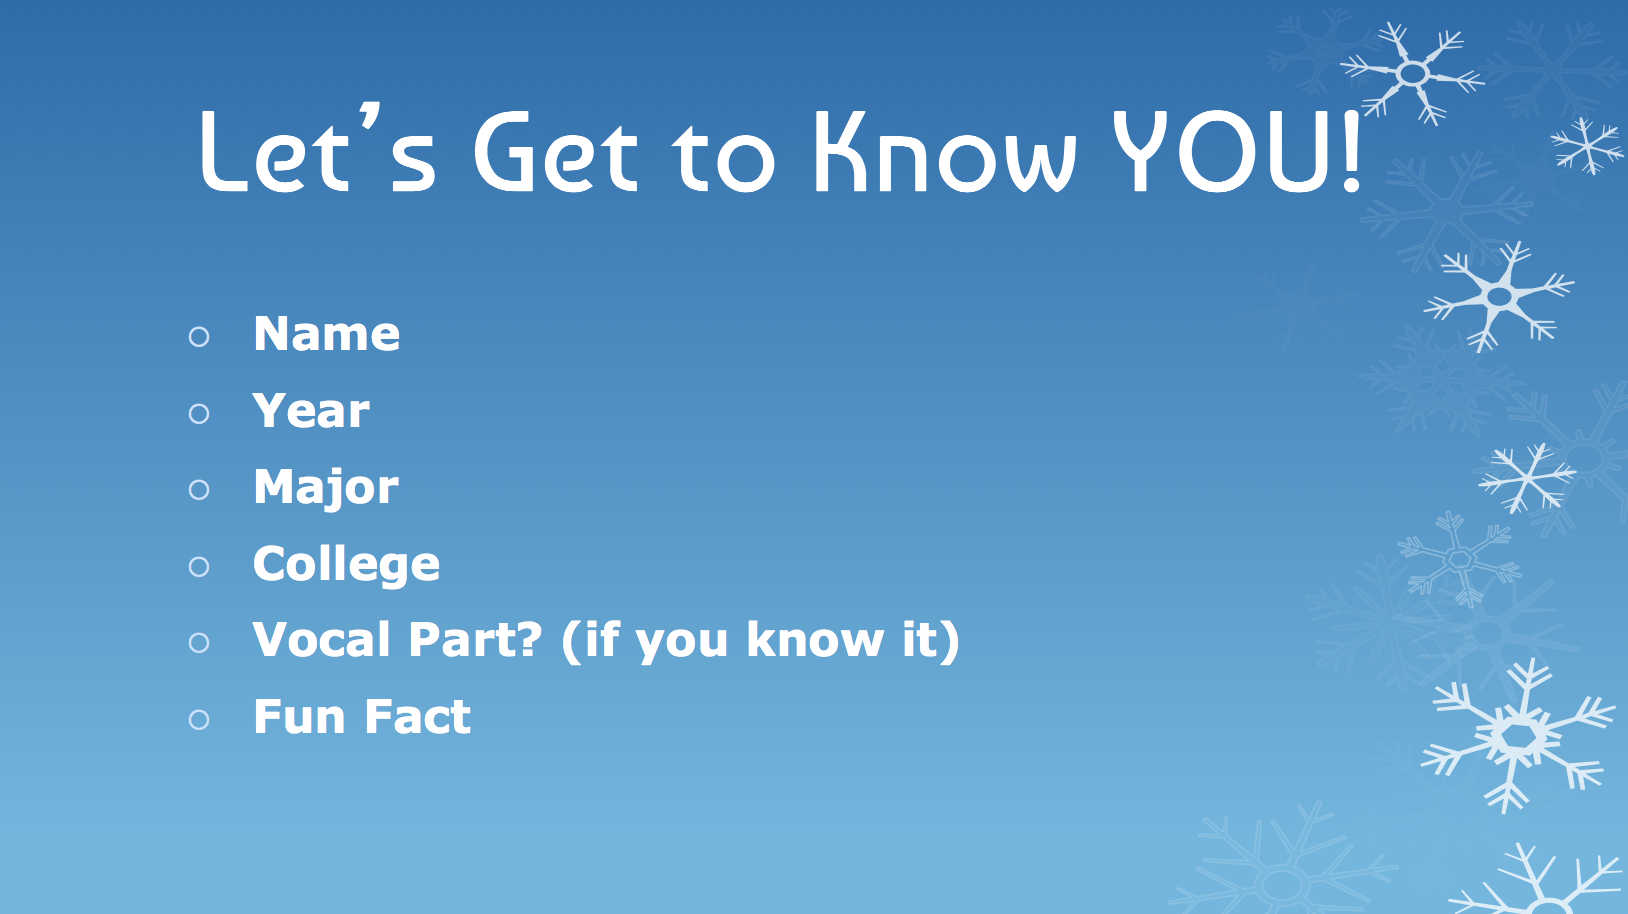 Let’s Get to Know YOU!
○ Name
○ Year
○ Major
○ College
○ Vocal Part? (if you know it)
○ Fun Fact